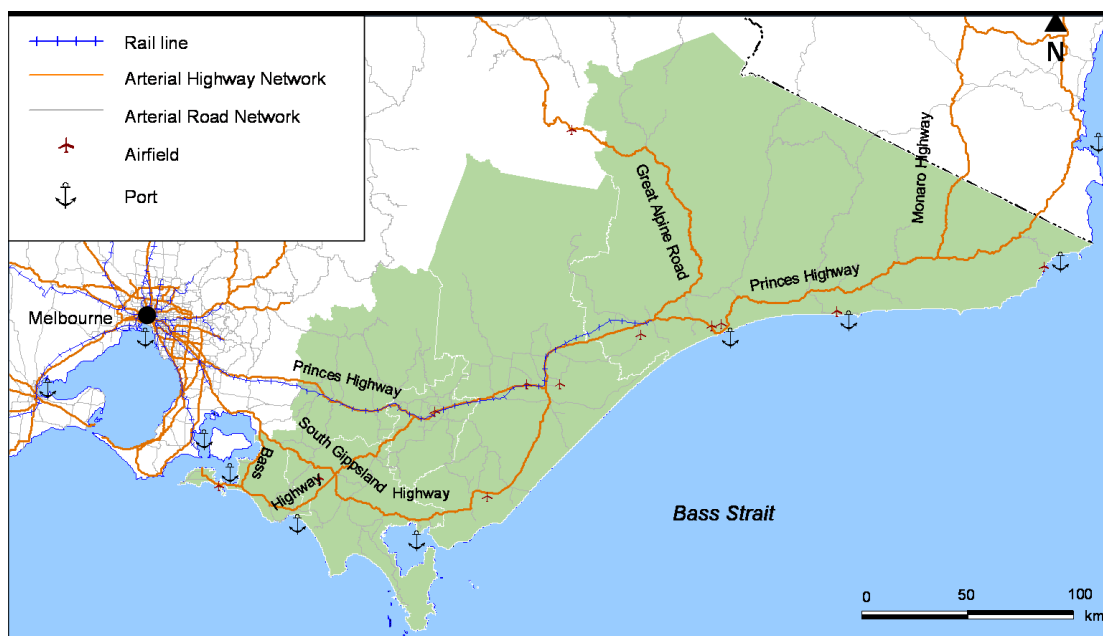 Rail line
Arterial Highway Network
Arterial Road Network
Airfield
Port
N
Monaro Highway
Great Alpine Road
Princes Highway
Melbourne
Princes Highway
South Gippsland
Highway
Bass
Highway
Bass Strait
0 50 100
km